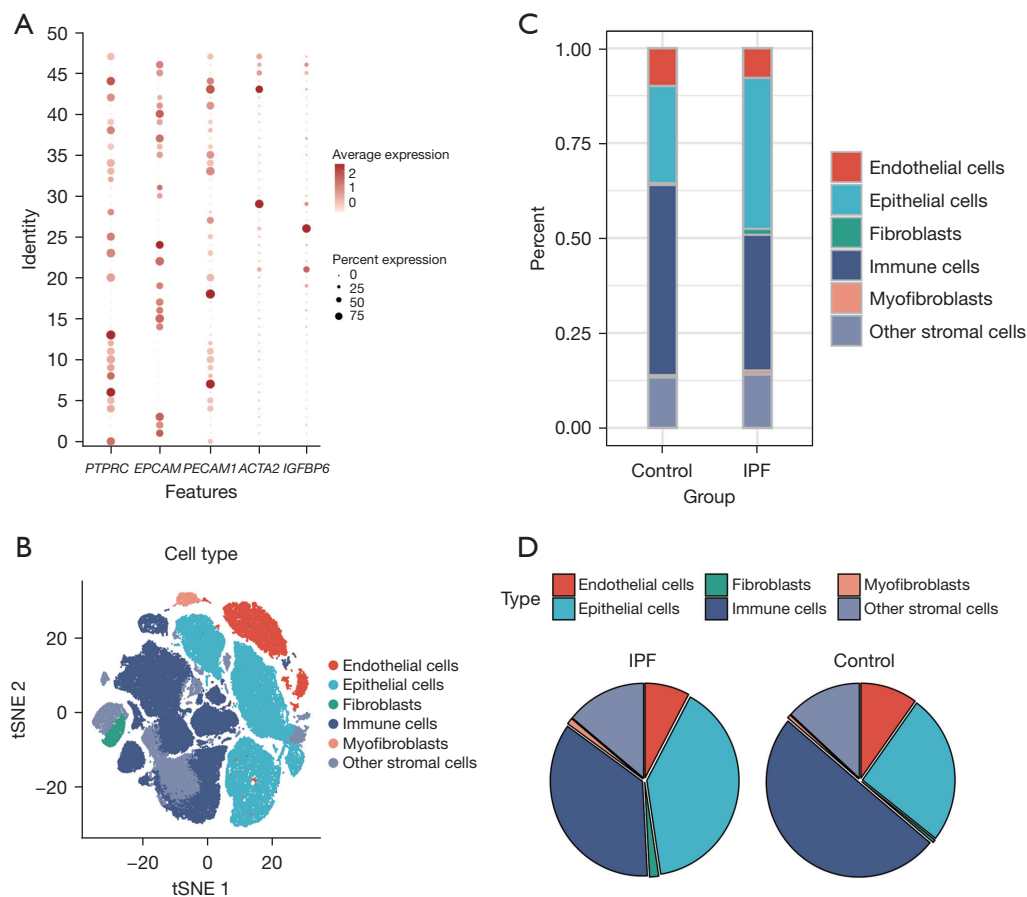 A
50
45
40
35
30
25
20
15
10
5
0
Identity
PTPRC EPCAM PECAM1 ACTA2 IGFBP6
Features
Average expression
2
1
0
Percent expression
0
25
50
75
C
1.00
0.75
0.50
0.25
0.00
Percent
Control IPF
Group
Endothelial cells
Epithelial cells
Fibroblasts
Immune cells
Myofibroblasts
Other stromal cells
B
Cell type
20
0
−20
tSNE 2
−20 0 20
tSNE 1
Endothelial cells
Epithelial cells
Fibroblasts
Immune cells
Myofibroblasts
Other stromal cells
D
Type
Endothelial cells Fibroblasts Myofibroblasts
Epithelial cells Immune cells Other stromal cells
IPF Control